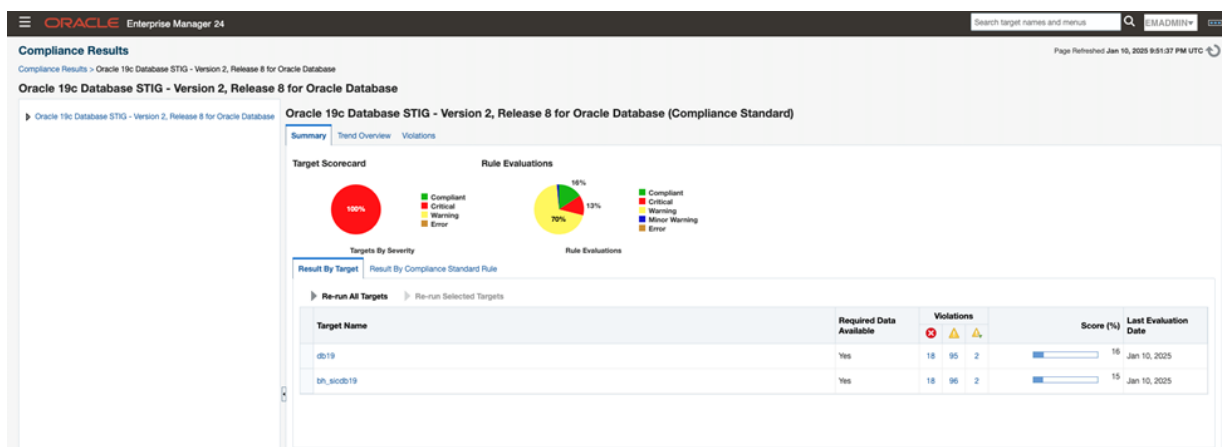 ORACLE Enterprise Manager 24
Search target names and menus
EMADMIN
Compliance Results
Page Refreshed Jan 10, 2025 9:51:37 PM UTC
Compliance Results > Oracle 19c Database STIG - Version 2, Release 8 for Oracle Database
Oracle 19c Database STIG - Version 2, Release 8 for Oracle Database
Oracle 19c Database STIG - Version 2, Release 8 for Oracle Database
Oracle 19c Database STIG - Version 2, Release 8 for Oracle Database (Compliance Standard)
Summary Trend Overview Violations
Target Scorecard
100%
Compliant
Critical
Warning
Error
Targets By Severity
Rule Evaluations
16%
13%
70%
Compliant
Critical
Warning
Minor Warning
Error
Rule Evaluations
Result By Target Result By Compliance Standard Rule
Re-run All Targets Re-run Selected Targets
Target Name Required Data Available Violations Score (%) Last Evaluation Date
db19 Yes 18 95 2 16 Jan 10, 2025
bh_sicdb19 Yes 18 96 2 15 Jan 10, 2025